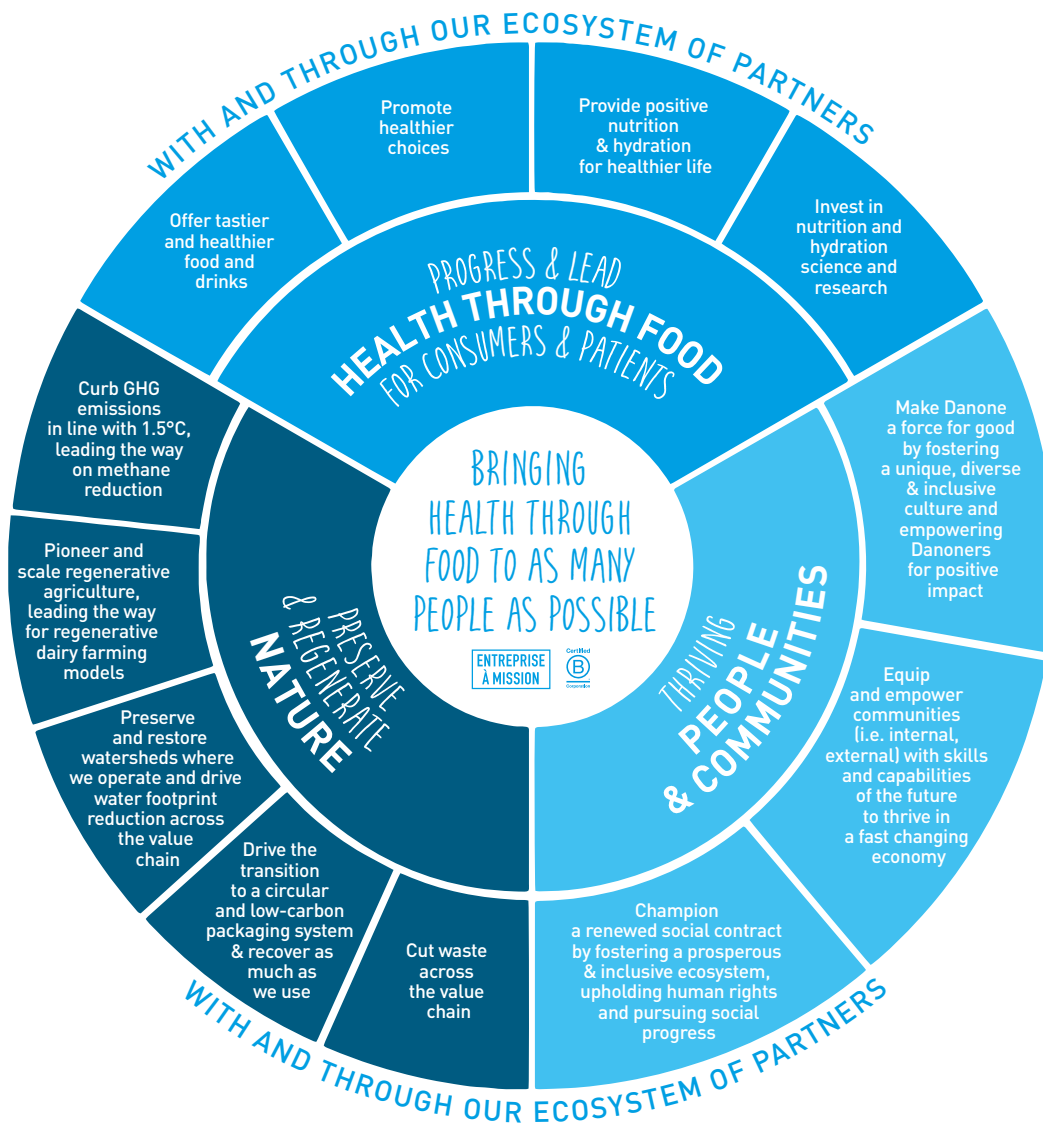 WITH AND THROUGH OUR ECOSYSTEM OF PARTNERS
Offer tastier
and healthier
food and
drinks
Promote
healthier
choices
Provide positive
nutrition
& hydration
for healthier life
Invest in
nutrition and
hydration
science and
research
PROGRESS & LEAD
HEALTH THROUGH FOOD
FOR CONSUMERS & PATIENTS
Make Danone
a force for good
by fostering
a unique, diverse
& inclusive
culture and
empowering
Danoners
for positive
impact
Equip
and empower
communities
(i.e. internal,
external) with skills
and capabilities
of the future
to thrive in
a fast changing
economy
Champion
a renewed social contract
by fostering a prosperous
& inclusive ecosystem,
upholding human rights
and pursuing social
progress
THRIVING
PEOPLE
& COMMUNITIES
Curb GHG
emissions
in line with 1.5°C,
leading the way
on methane
reduction
Pioneer and
scale regenerative
agriculture,
leading the way
for regenerative
dairy farming
models
Preserve
and restore
watersheds where
we operate and drive
water footprint
reduction across
the value
chain
Drive the
transition
to a circular
and low-carbon
packaging system
& recover as
much as
we use
Cut waste
across
the value
chain
PRESERVE
& REGENERATE
NATURE
BRINGING
HEALTH THROUGH
FOOD TO AS MANY
PEOPLE AS POSSIBLE
ENTREPRISE
À MISSION
Certified
B
Corporation
WITH AND THROUGH OUR ECOSYSTEM OF PARTNERS